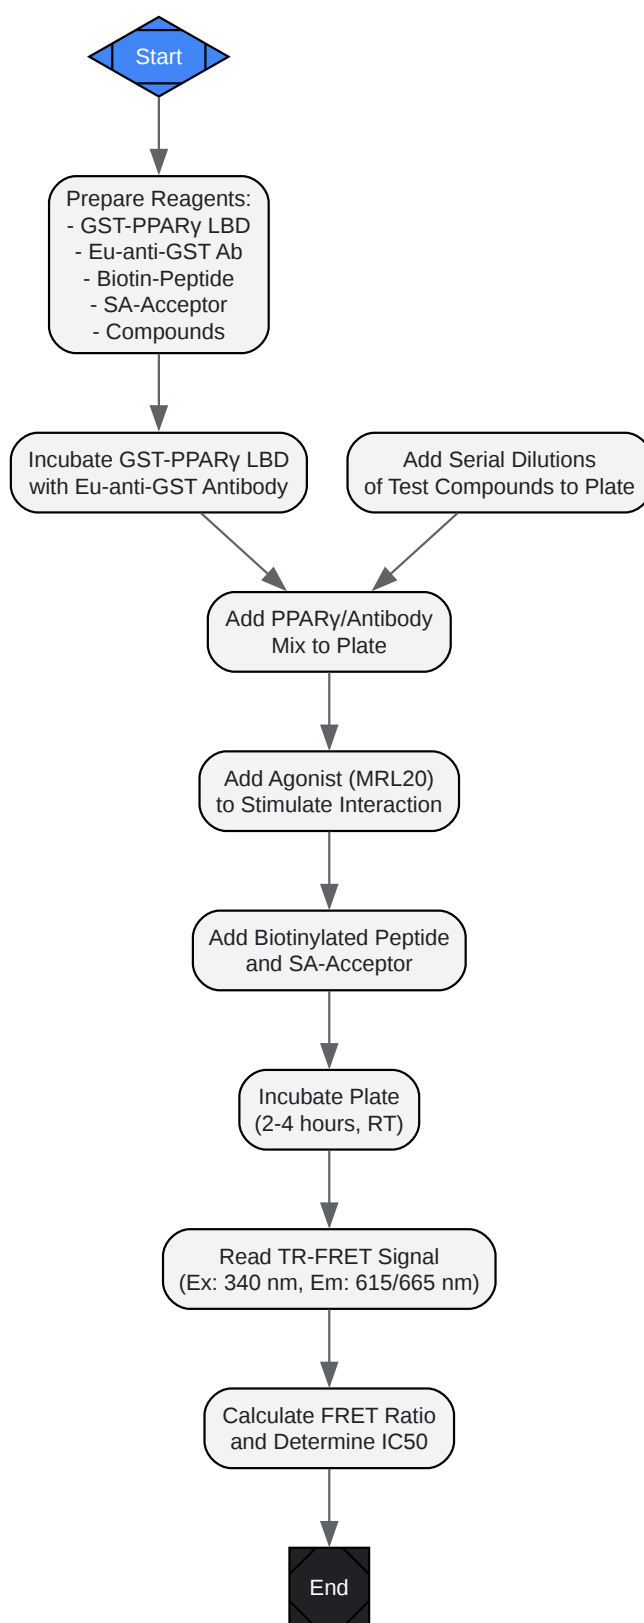 Start
Prepare Reagents:
- GST-PPARγ LBD
- Eu-anti-GST Ab
- Biotin-Peptide
- SA-Acceptor
- Compounds
Incubate GST-PPARγ LBD
with Eu-anti-GST Antibody
Add Serial Dilutions
of Test Compounds to Plate
Add PPARγ/Antibody
Mix to Plate
Add Agonist (MRL20)
to Stimulate Interaction
Add Biotinylated Peptide
and SA-Acceptor
Incubate Plate
(2-4 hours, RT)
Read TR-FRET Signal
(Ex: 340 nm, Em: 615/665 nm)
Calculate FRET Ratio
and Determine IC50
End